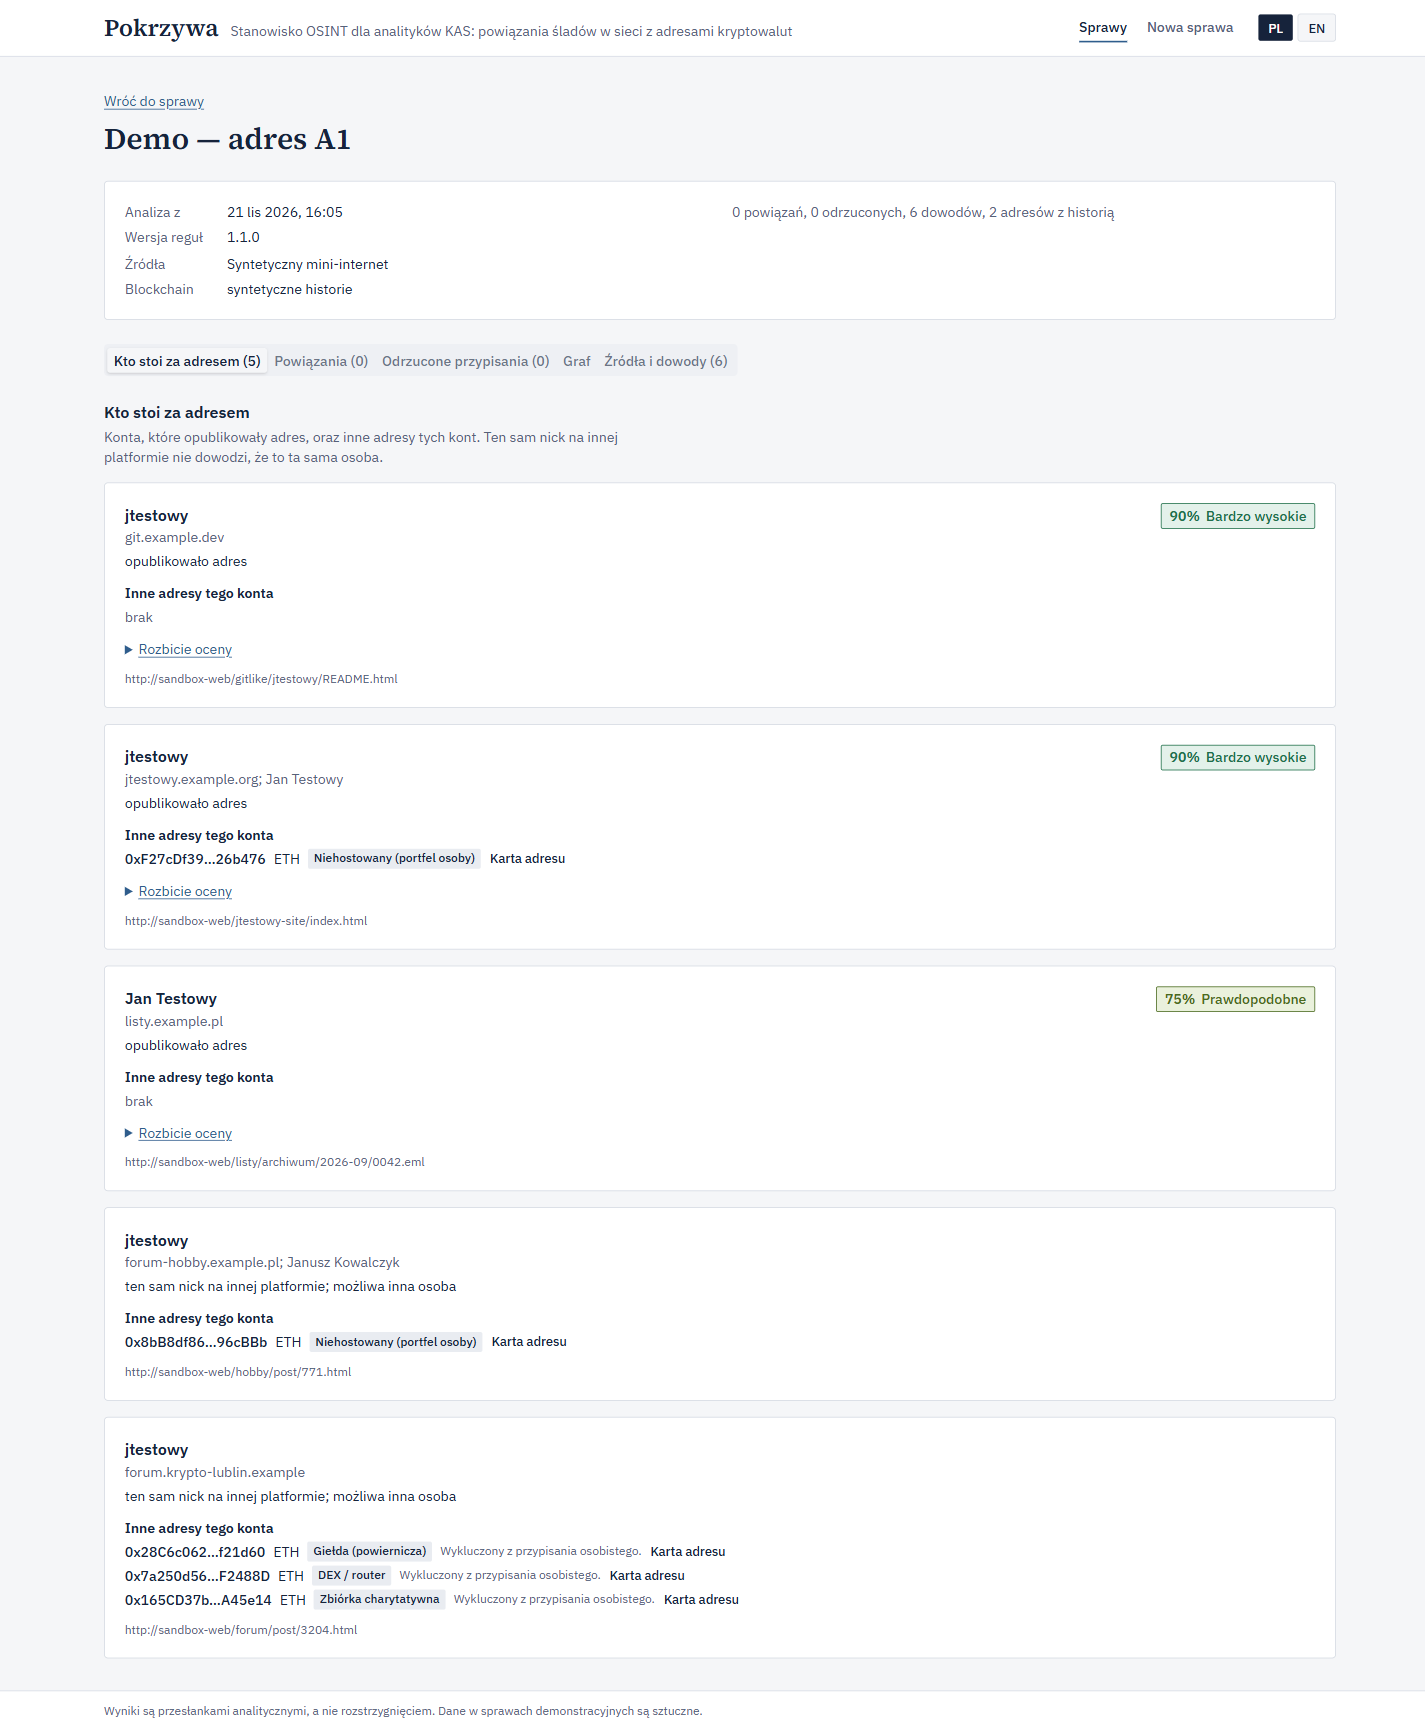 Pokrzywa Stanowisko OSINT dla analityków KAS: powiązania śladów w sieci z adresami kryptowalut Sprawy Nowa sprawa PL EN
Wróć do sprawy
Demo — adres A1
Analiza z 21 lis 2026, 16:05 0 powiązań, 0 odrzuconych, 6 dowodów, 2 adresów z historią
Wersja reguł 1.1.0
Źródła Syntetyczny mini-internet
Blockchain syntetyczne historie
Kto stoi za adresem (5) Powiązania (0) Odrzucone przypisania (0) Graf Źródła i dowody (6)
Kto stoi za adresem
Konta, które opublikowały adres, oraz inne adresy tych kont. Ten sam nick na innej
platformie nie dowodzi, że to ta sama osoba.
jtestowy 90% Bardzo wysokie
git.example.dev
opublikowało adres
Inne adresy tego konta
brak
Rozbicie oceny
http://sandbox-web/gitlike/jtestowy/README.html
jtestowy 90% Bardzo wysokie
jtestowy.example.org; Jan Testowy
opublikowało adres
Inne adresy tego konta
0xF27cDf39…26b476 ETH Niehostowany (portfel osoby) Karta adresu
Rozbicie oceny
http://sandbox-web/jtestowy-site/index.html
Jan Testowy 75% Prawdopodobne
listy.example.pl
opublikowało adres
Inne adresy tego konta
brak
Rozbicie oceny
http://sandbox-web/listy/archiwum/2026-09/0042.eml
jtestowy
forum-hobby.example.pl; Janusz Kowalczyk
ten sam nick na innej platformie; możliwa inna osoba
Inne adresy tego konta
0x8bB8df86…96cBBb ETH Niehostowany (portfel osoby) Karta adresu
http://sandbox-web/hobby/post/771.html
jtestowy
forum.krypto-lublin.example
ten sam nick na innej platformie; możliwa inna osoba
Inne adresy tego konta
0x28C6c062…f21d60 ETH Giełda (powiernicza) Wykluczony z przypisania osobistego. Karta adresu
0x7a250d56…F2488D ETH DEX / router Wykluczony z przypisania osobistego. Karta adresu
0x165CD37b…A45e14 ETH Zbiórka charytatywna Wykluczony z przypisania osobistego. Karta adresu
http://sandbox-web/forum/post/3204.html
Wyniki są przesłankami analitycznymi, a nie rozstrzygnięciem. Dane w sprawach demonstracyjnych są sztuczne.